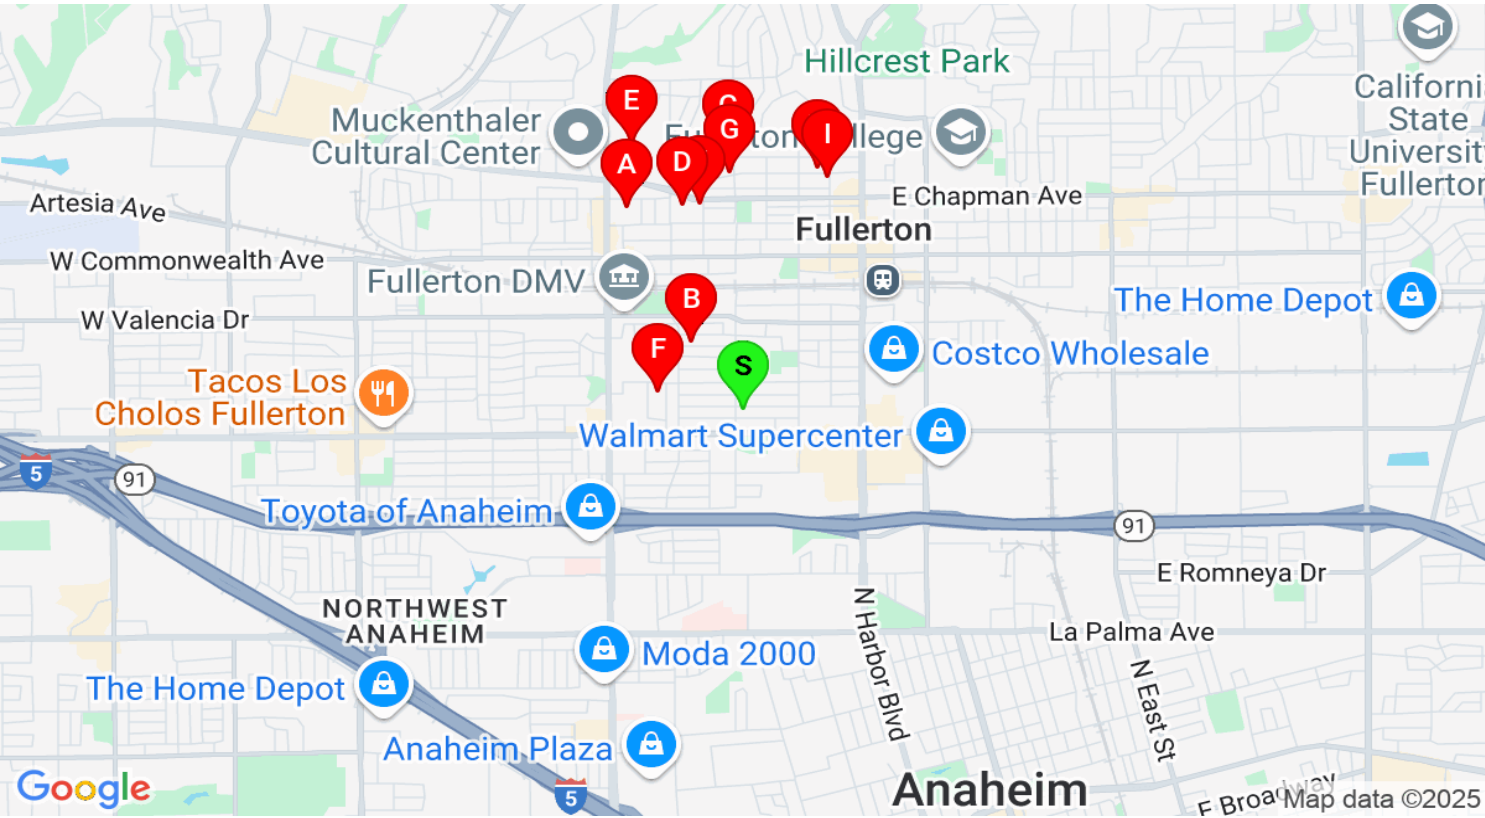 Hillcrest Park
California
State
University
Fullerton
Muckenthaler
Cultural Center
E
G
I
D
A
Artesia Ave
E Chapman Ave
Fullerton
W Commonwealth Ave
Fullerton DMV
B
The Home Depot
W Valencia Dr
F
S
Costco Wholesale
Tacos Los
Cholos Fullerton
Walmart Supercenter
5
91
Toyota of Anaheim
91
E Romneya Dr
NORTHWEST
ANAHEIM
N Harbor Blvd
La Palma Ave
Moda 2000
N East St
The Home Depot
Anaheim Plaza
Google
5
Anaheim
E Broadway
Map data ©2025